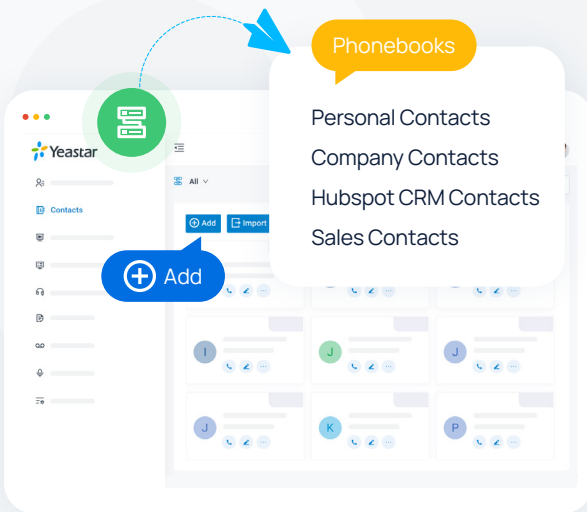 Phonebooks
Personal Contacts
Company Contacts
Hubspot CRM Contacts
Sales Contacts
Yeastar
All
Contacts
Add
Import
Add
I
J
J
J
K
P